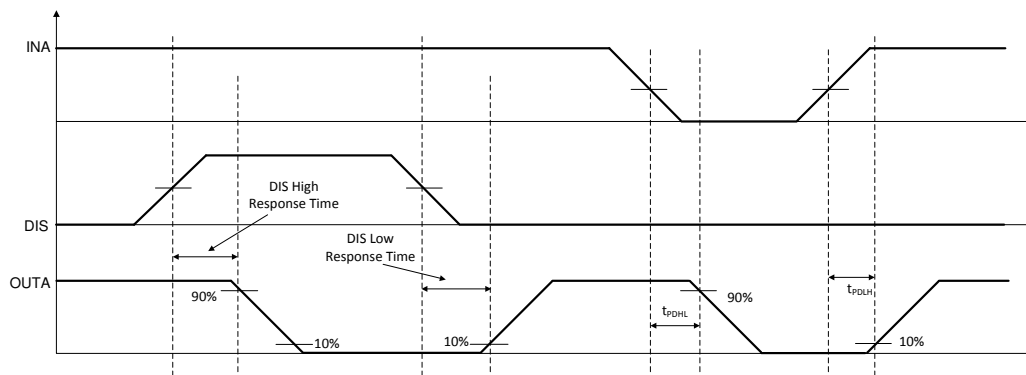 INA
DIS High
Response Time
DIS
DIS Low
Response Time
OUTA
90%
10%
10%
tPDHL
90%
tPDLH
10%